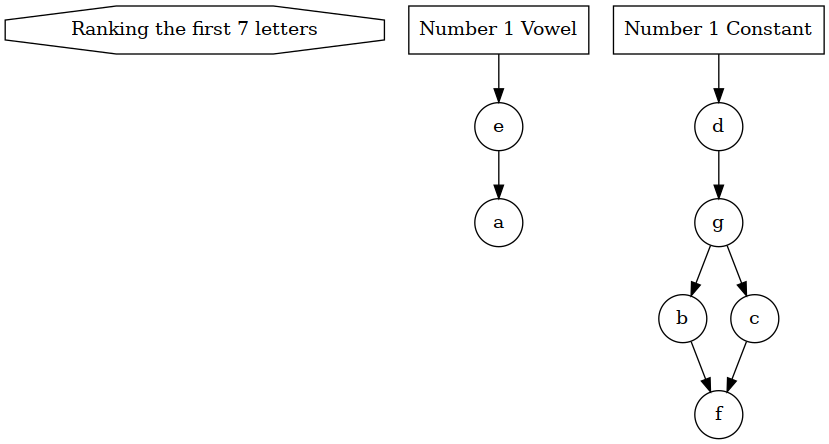 Ranking the first 7 letters
Number 1 Vowel
Number 1 Constant
e
d
a
g
b
c
f